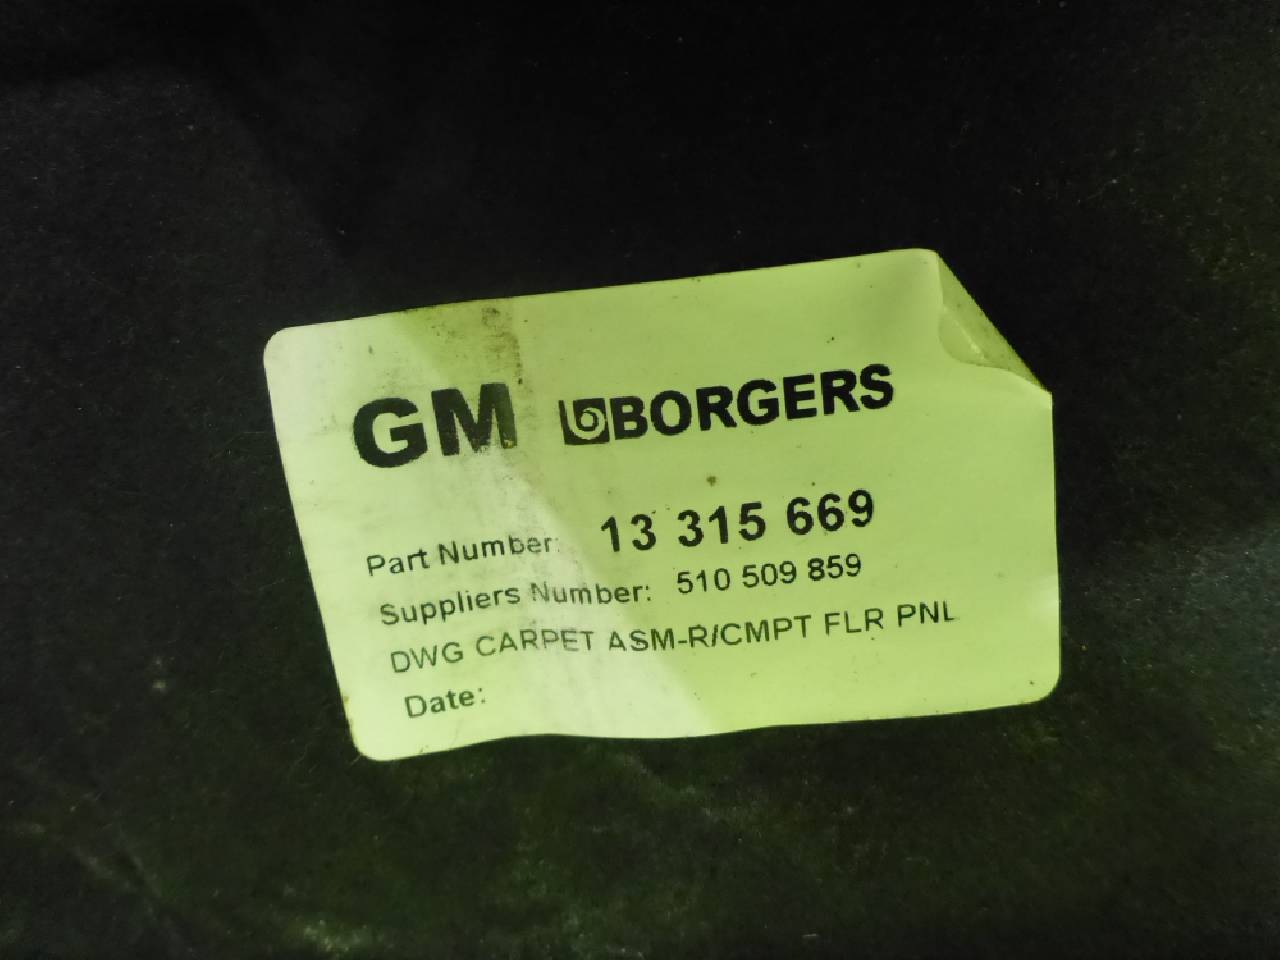 GM BORGERS
Part Number: 13 315 669
Suppliers Number: 510 509 859
DWG CARPET ASM-R/CMPT FLR PNL
Date: